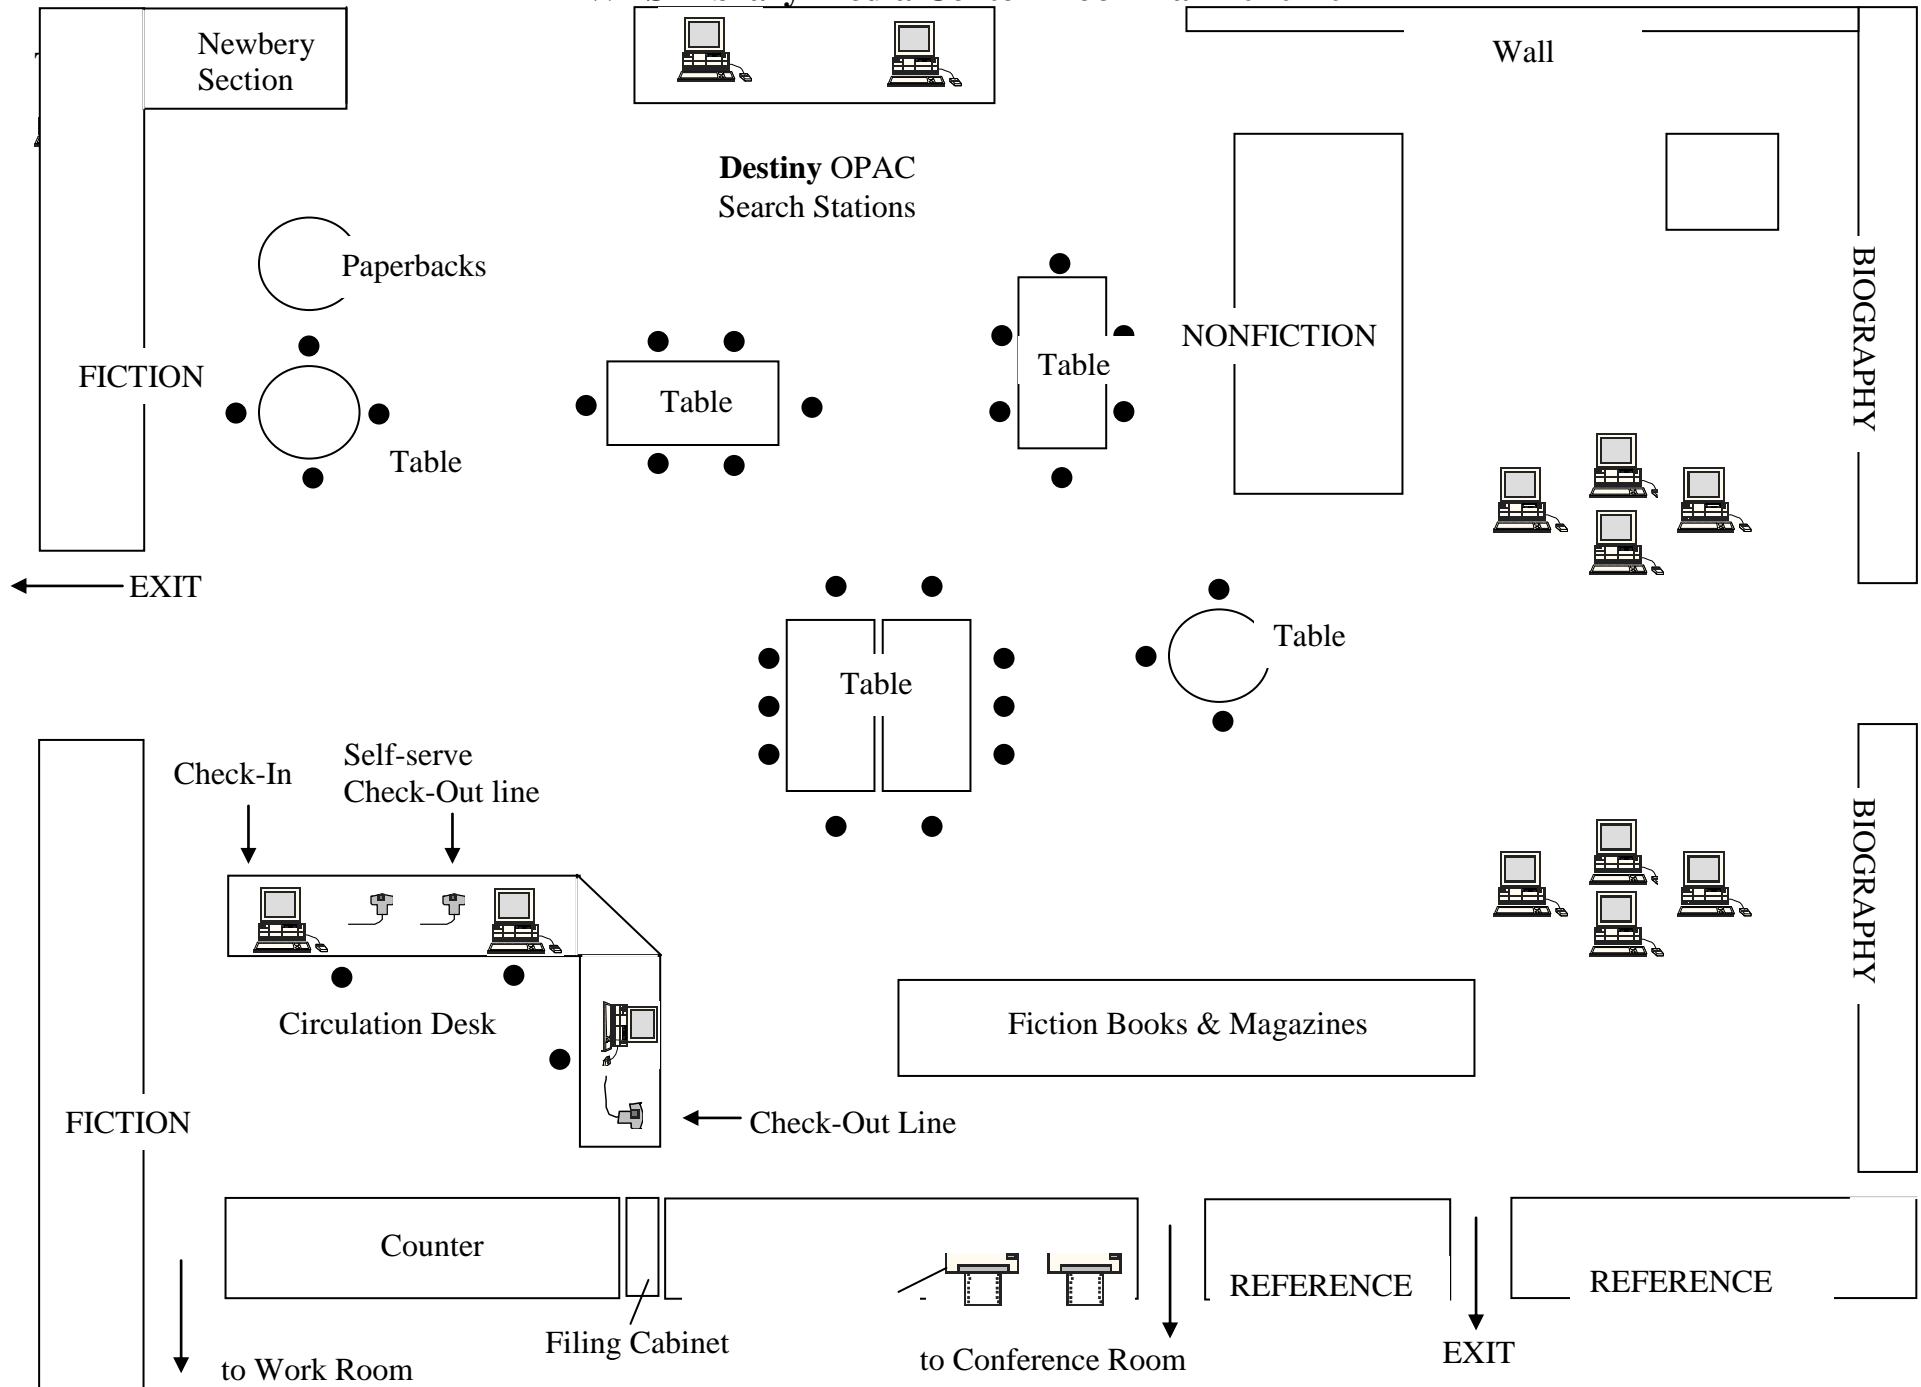 Newbery
Section
Wall
Destiny OPAC
Search Stations
Paperbacks
BIOGRAPHY
NONFICTION
Table
FICTION
Table
Table
EXIT
Table
Table
Self-serve
Check-Out line
Check-In
BIOGRAPHY
Circulation Desk
Fiction Books & Magazines
FICTION
Check-Out Line
Counter
REFERENCE
REFERENCE
Filing Cabinet
to Work Room
to Conference Room
EXIT